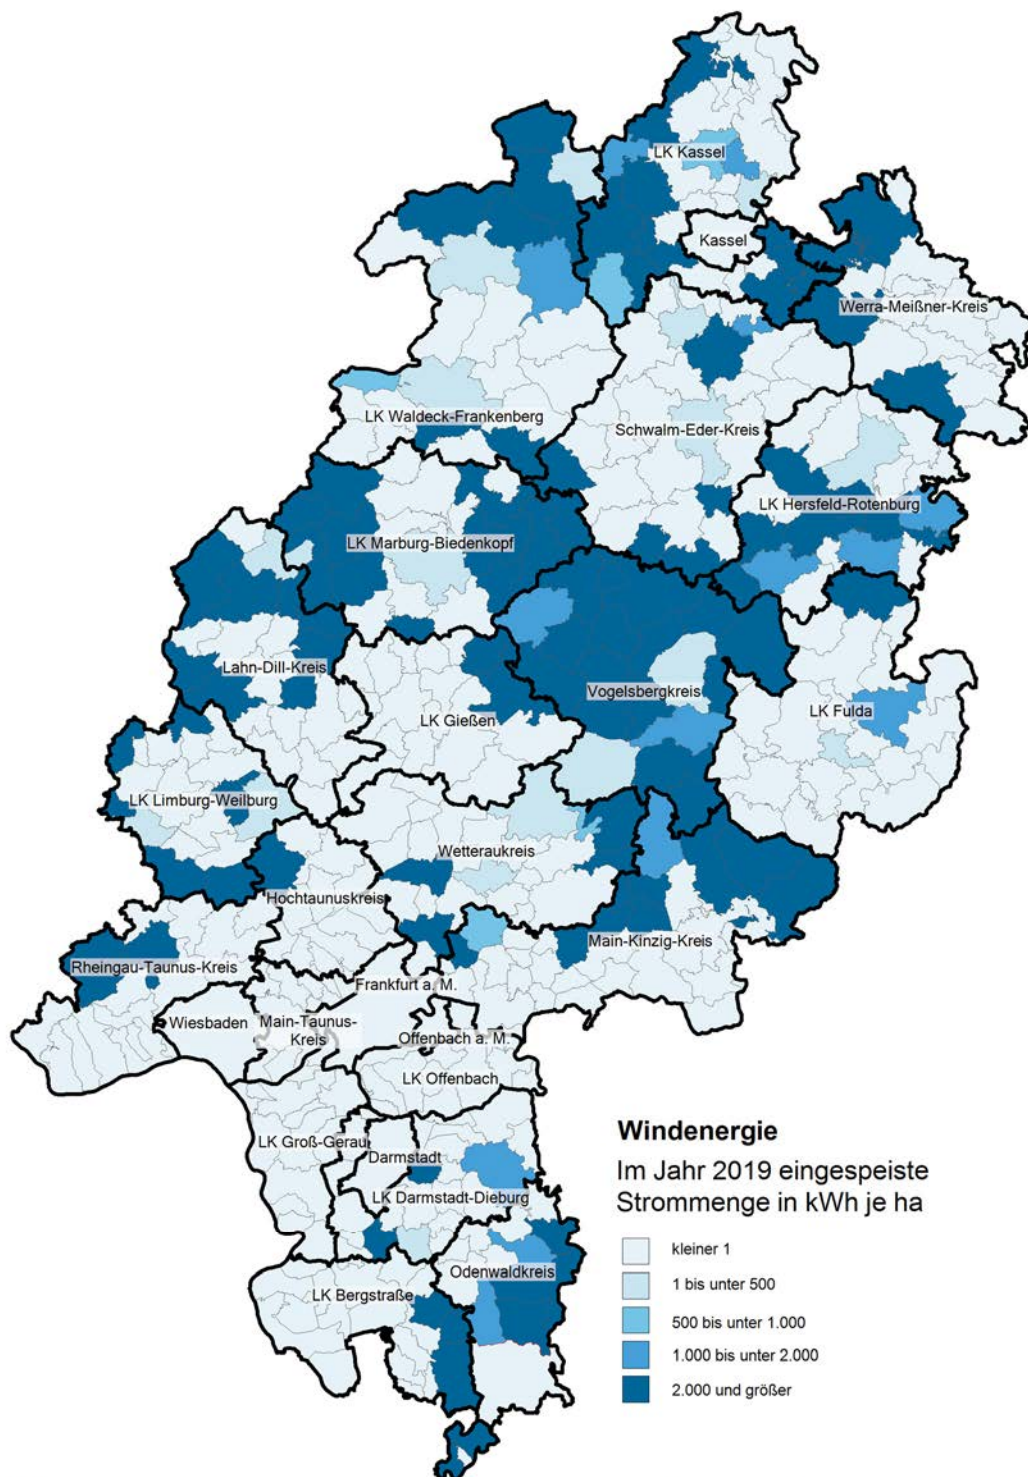 LK Kassel
Kassel
Werra-Meißner-Kreis
LK Waldeck-Frankenberg
Schwalm-Eder-Kreis
LK Hersfeld-Rotenburg
LK Marburg-Biedenkopf
Lahn-Dill-Kreis
Vogelsbergkreis
LK Gießen
LK Fulda
LK Limburg-Weilburg
Wetteraukreis
Hochtaunuskreis
Main-Kinzig-Kreis
Rheingau-Taunus-Kreis
Frankfurt a. M.
Wiesbaden
Main-Taunus-
Kreis
Offenbach a. M.
LK Offenbach
LK Groß-Gerau
Darmstadt
LK Darmstadt-Dieburg
Odenwaldkreis
LK Bergstraße
Windenergie
Im Jahr 2019 eingespeiste
Strommenge in kWh je ha
kleiner 1
1 bis unter 500
500 bis unter 1.000
1.000 bis unter 2.000
2.000 und größer